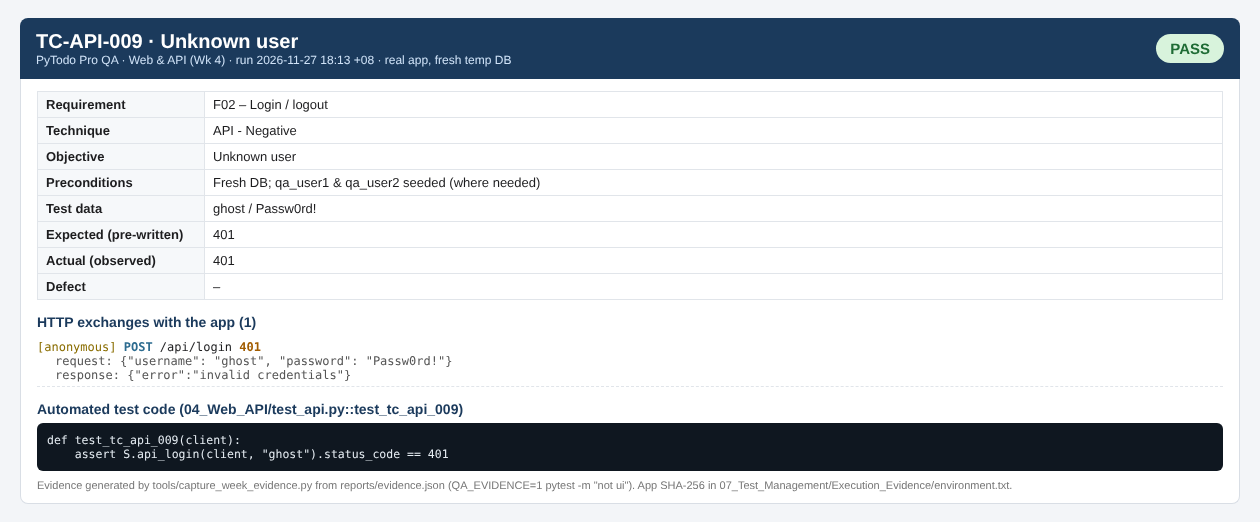 TC-API-009 · Unknown user
PyTodo Pro QA · Web & API (Wk 4) · run 2026-11-27 18:13 +08 · real app, fresh temp DB
PASS
Requirement F02 – Login / logout
Technique API - Negative
Objective Unknown user
Preconditions Fresh DB; qa_user1 & qa_user2 seeded (where needed)
Test data ghost / Passw0rd!
Expected (pre-written) 401
Actual (observed) 401
Defect –
HTTP exchanges with the app (1)
[anonymous] POST /api/login 401
request: {"username": "ghost", "password": "Passw0rd!"}
response: {"error":"invalid credentials"}
Automated test code (04_Web_API/test_api.py::test_tc_api_009)
def test_tc_api_009(client):
    assert S.api_login(client, "ghost").status_code == 401
Evidence generated by tools/capture_week_evidence.py from reports/evidence.json (QA_EVIDENCE=1 pytest -m "not ui"). App SHA-256 in 07_Test_Management/Execution_Evidence/environment.txt.